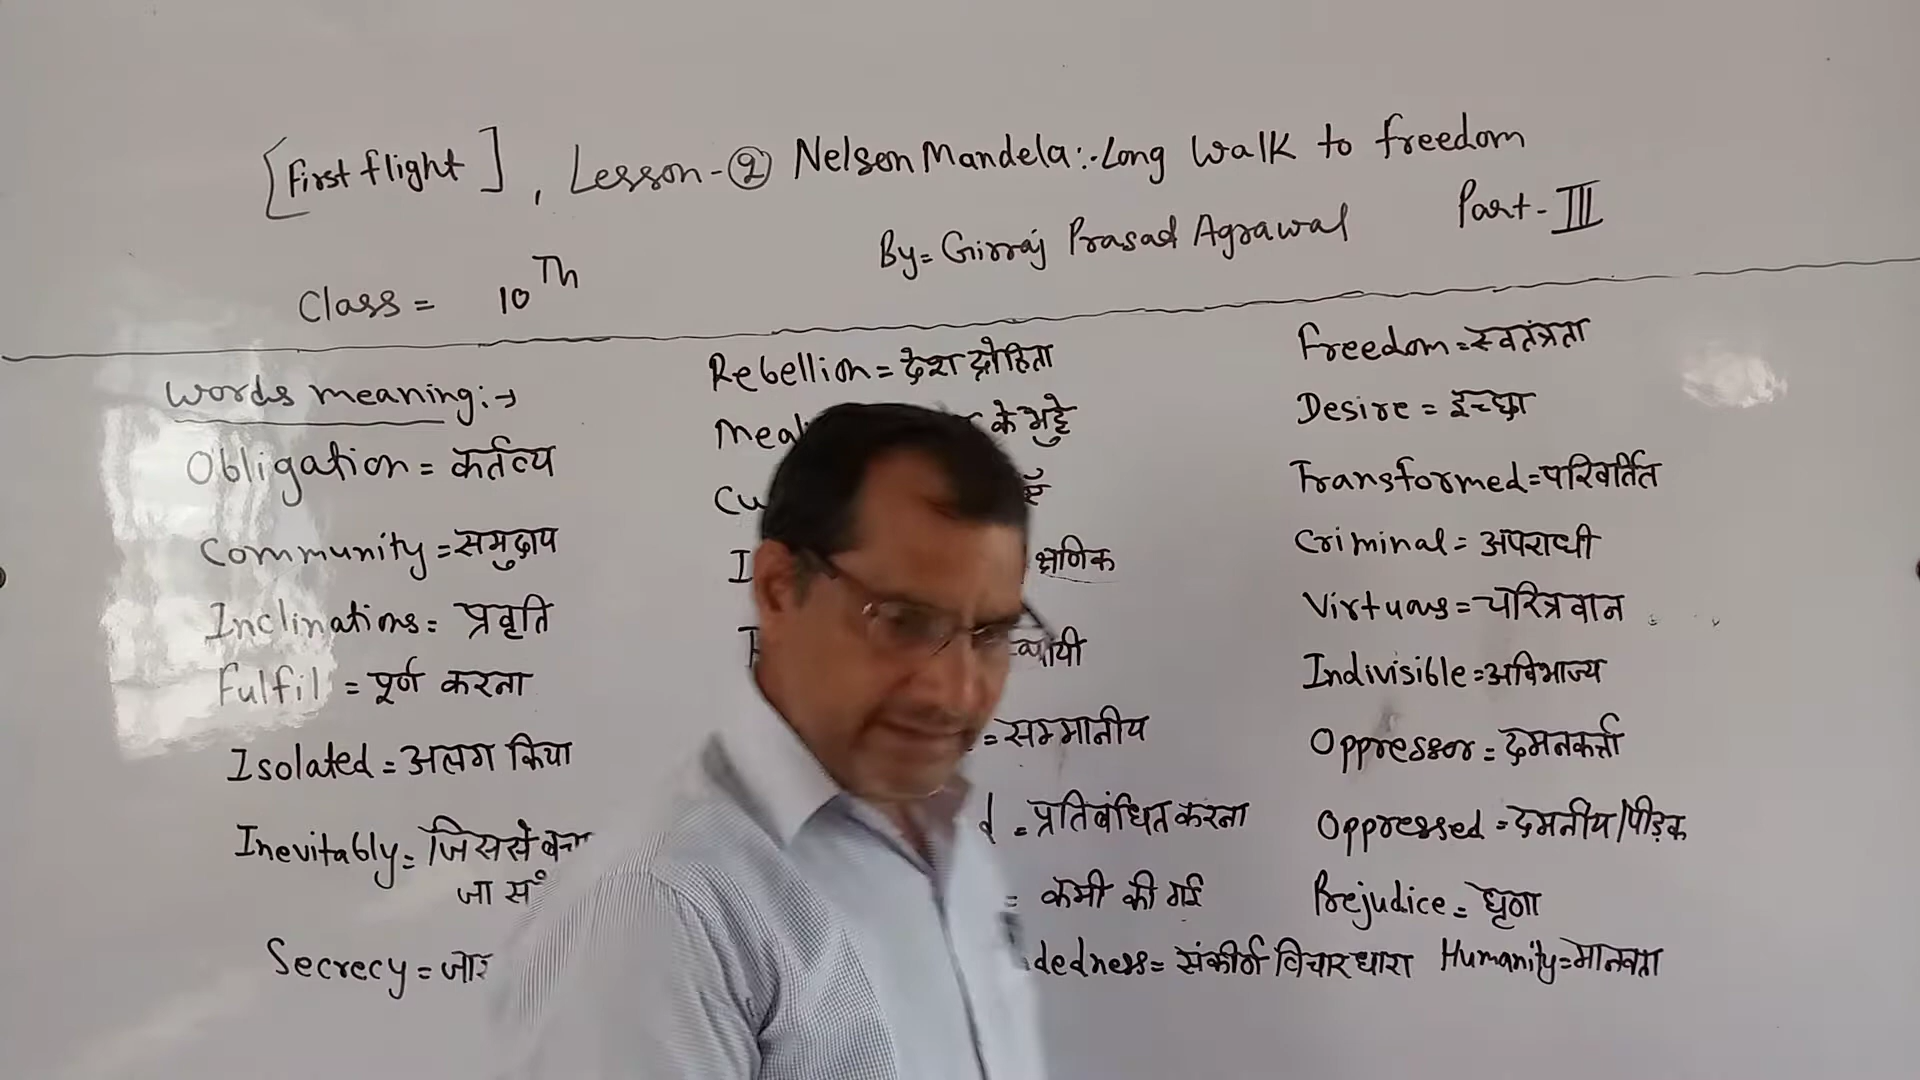 [First flight], Lesson-② Nelson Mandela:-Long Walk to freedom
By= Girraj Prasad Agrawal
Part-III
Class = 10Th
Words meaning:→
Obligation = कर्तव्य
Community = समुदाय
Inclinations = प्रवृति
Fulfil = पूर्ण करना
Isolated = अलग किया
Inevitably = जिससे
जा
Secrecy =
Rebellion = देश द्रोहिता
के भुट्टे
क्षणिक
= सम्मानीय
= प्रतिबंधित करना
= कमी की गई
= संकीर्ण विचारधारा
Freedom = स्वतंत्रता
Desire = इच्छा
Transformed = परिवर्तित
Criminal = अपराधी
Virtuous = चरित्रवान
Indivisible = अविभाज्य
Oppressor = दमनकर्त्ता
Oppressed = दमनीय/पीड़क
Prejudice = घृणा
Humanity = मानवता